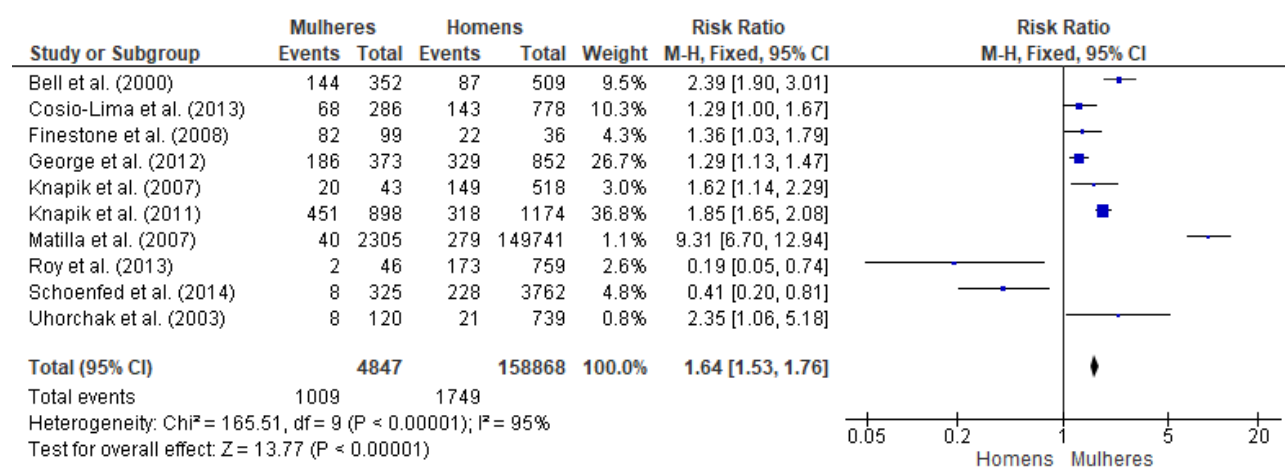 Mulheres Homens Risk Ratio Risk Ratio
Study or Subgroup Events Total Events Total Weight M-H, Fixed, 95% CI M-H, Fixed, 95% CI
Bell et al. (2000) 144 352 87 509 9.5% 2.39 [1.90, 3.01]
Cosio-Lima et al. (2013) 68 286 143 778 10.3% 1.29 [1.00, 1.67]
Finestone et al. (2008) 82 99 22 36 4.3% 1.36 [1.03, 1.79]
George et al. (2012) 186 373 329 852 26.7% 1.29 [1.13, 1.47]
Knapik et al. (2007) 20 43 149 518 3.0% 1.62 [1.14, 2.29]
Knapik et al. (2011) 451 898 318 1174 36.8% 1.85 [1.65, 2.08]
Matilla et al. (2007) 40 2305 279 149741 1.1% 9.31 [6.70, 12.94]
Roy et al. (2013) 2 46 173 759 2.6% 0.19 [0.05, 0.74]
Schoenfed et al. (2014) 8 325 228 3762 4.8% 0.41 [0.20, 0.81]
Uhorchak et al. (2003) 8 120 21 739 0.8% 2.35 [1.06, 5.18]
Total (95% CI) 4847 158868 100.0% 1.64 [1.53, 1.76]
Total events 1009 1749
Heterogeneity: Chi² = 165.51, df = 9 (P < 0.00001); I² = 95%
Test for overall effect: Z = 13.77 (P < 0.00001)
0.05 0.2 1 5 20
Homens Mulheres